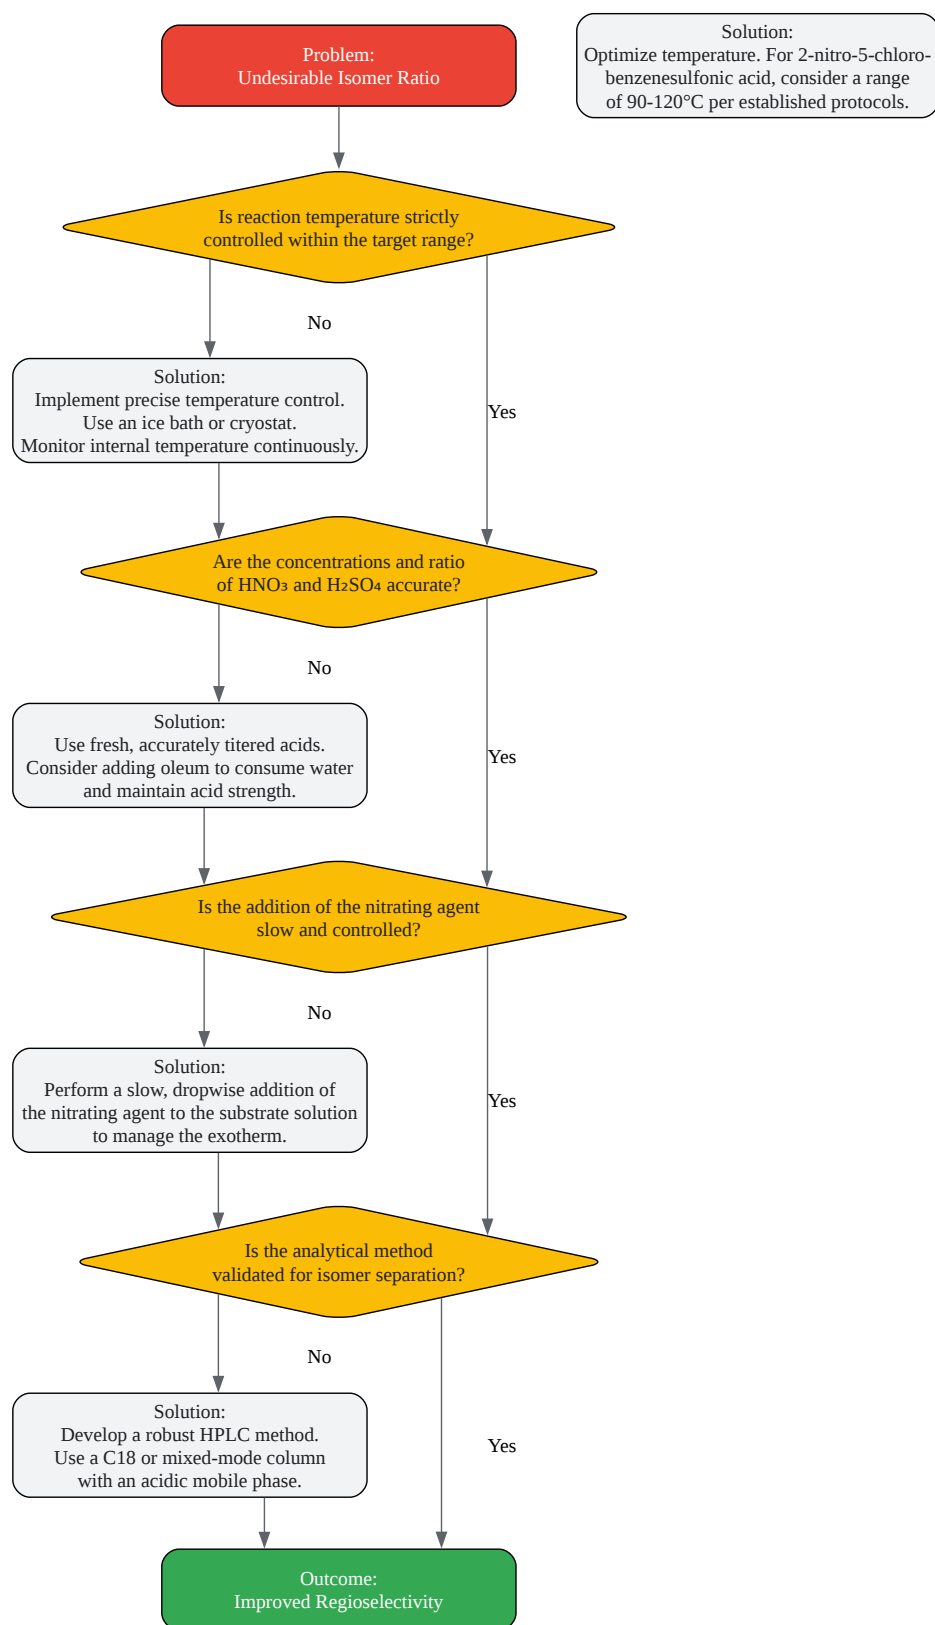 Problem:
Undesirable Isomer Ratio
Solution:
Optimize temperature. For 2-nitro-5-chloro-
benzenesulfonic acid, consider a range
of 90-120°C per established protocols.
Is reaction temperature strictly
controlled within the target range?
No
Solution:
Implement precise temperature control.
Use an ice bath or cryostat.
Monitor internal temperature continuously.
Yes
Are the concentrations and ratio
of HNO₃ and H₂SO₄ accurate?
No
Solution:
Use fresh, accurately titered acids.
Consider adding oleum to consume water
and maintain acid strength.
Yes
Is the addition of the nitrating agent
slow and controlled?
No
Solution:
Perform a slow, dropwise addition of
the nitrating agent to the substrate solution
to manage the exotherm.
Yes
Is the analytical method
validated for isomer separation?
No
Solution:
Develop a robust HPLC method.
Use a C18 or mixed-mode column
with an acidic mobile phase.
Yes
Outcome:
Improved Regioselectivity